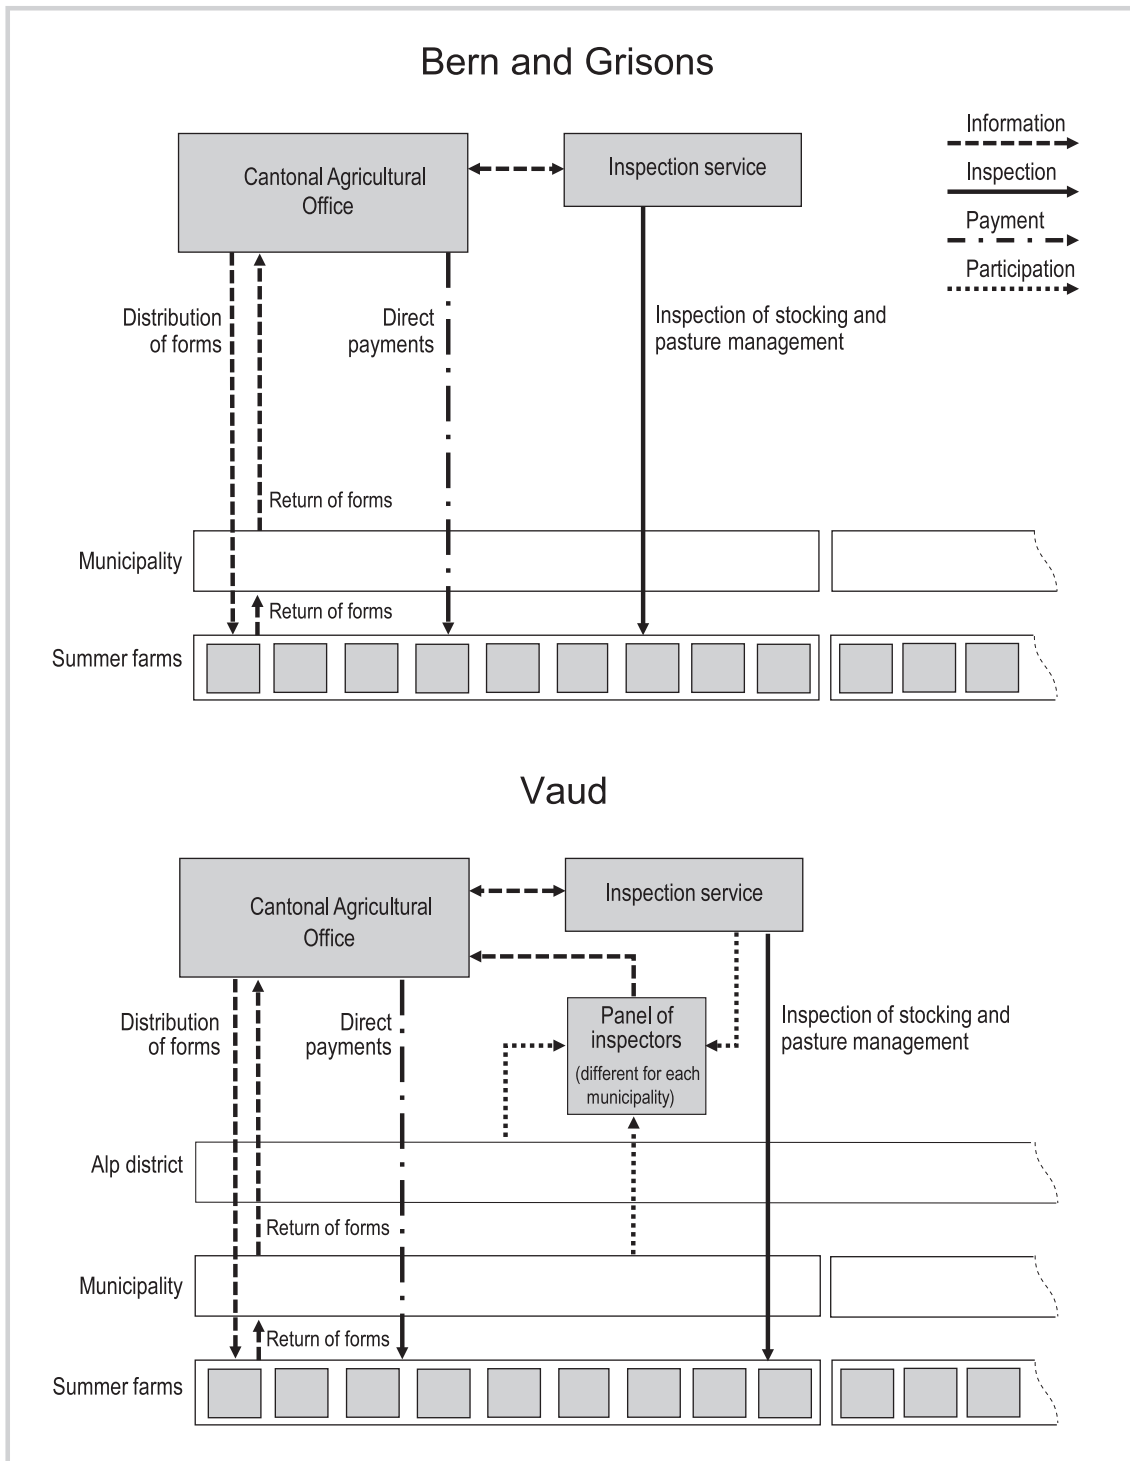 Bern and Grisons
Cantonal Agricultural
Office
Inspection service
Information
Inspection
Payment
Participation
Distribution
of forms
Direct
payments
Inspection of stocking and
pasture management
Return of forms
Municipality
Return of forms
Summer farms
Vaud
Cantonal Agricultural
Office
Inspection service
Distribution
of forms
Direct
payments
Panel of
inspectors
(different for each
municipality)
Inspection of stocking and
pasture management
Alp district
Return of forms
Municipality
Return of forms
Summer farms